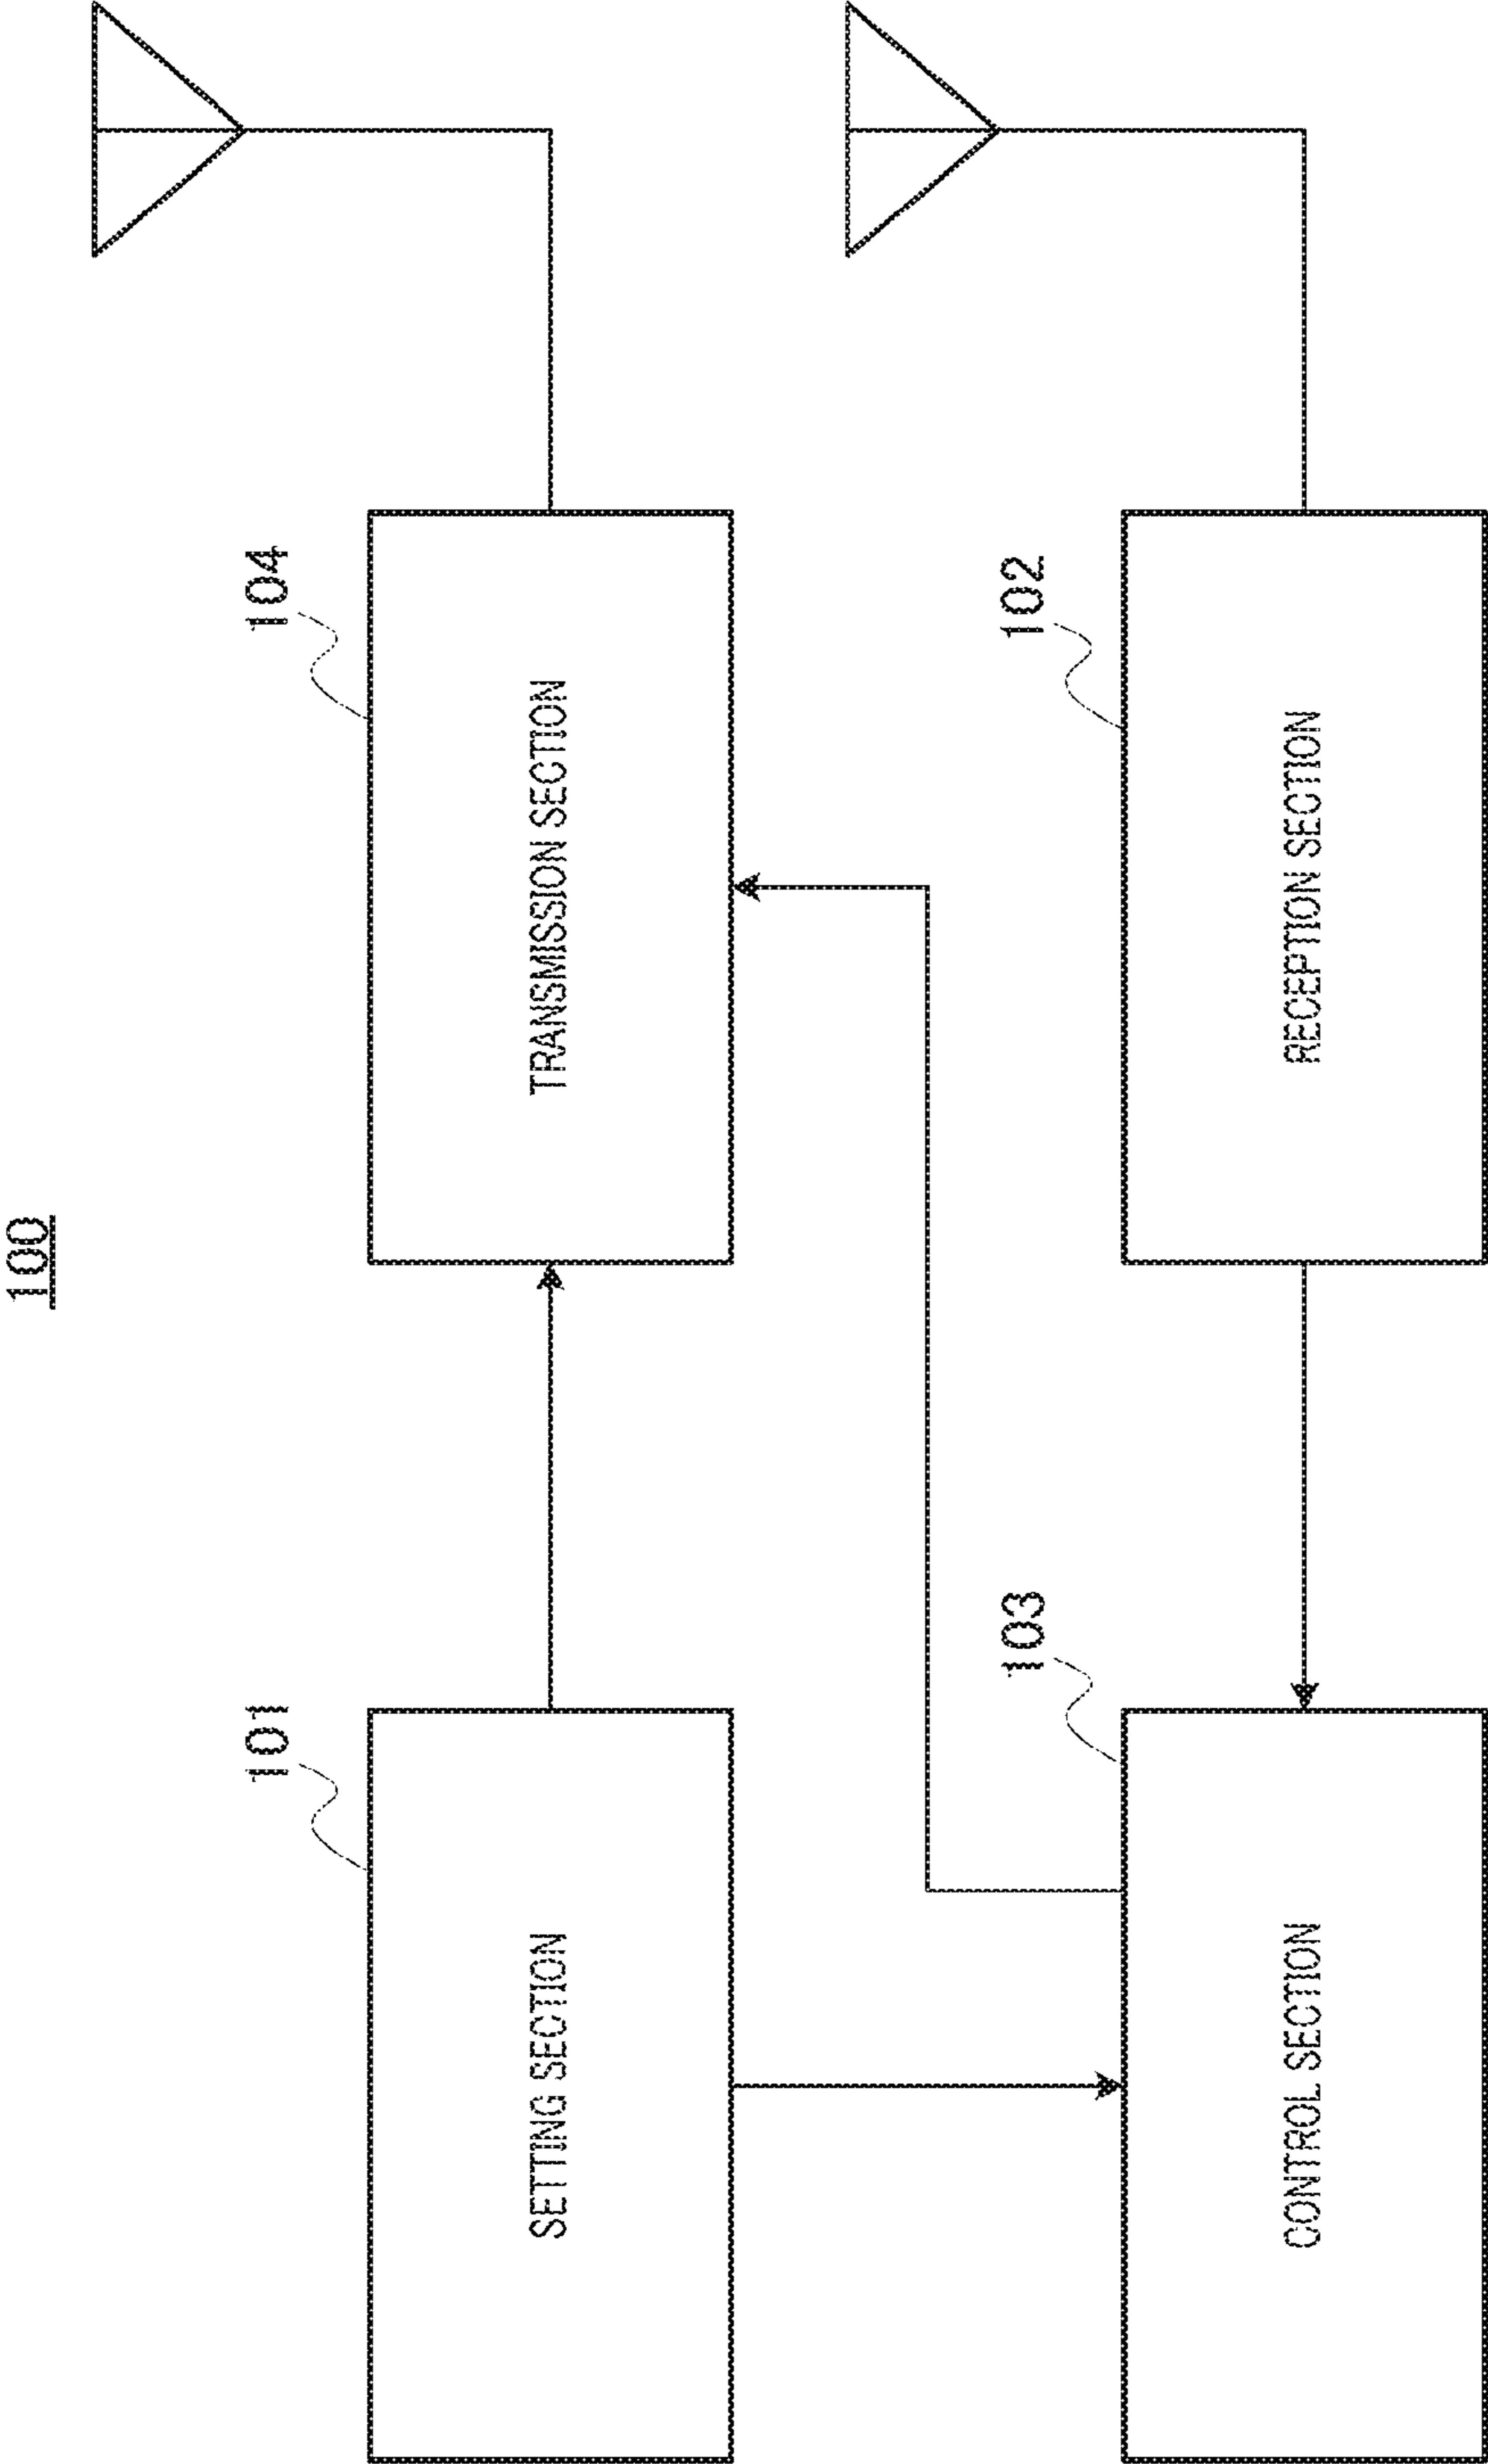 100
101
SETTING SECTION
104
TRANSMISSION SECTION
103
CONTROL SECTION
102
RECEPTION SECTION